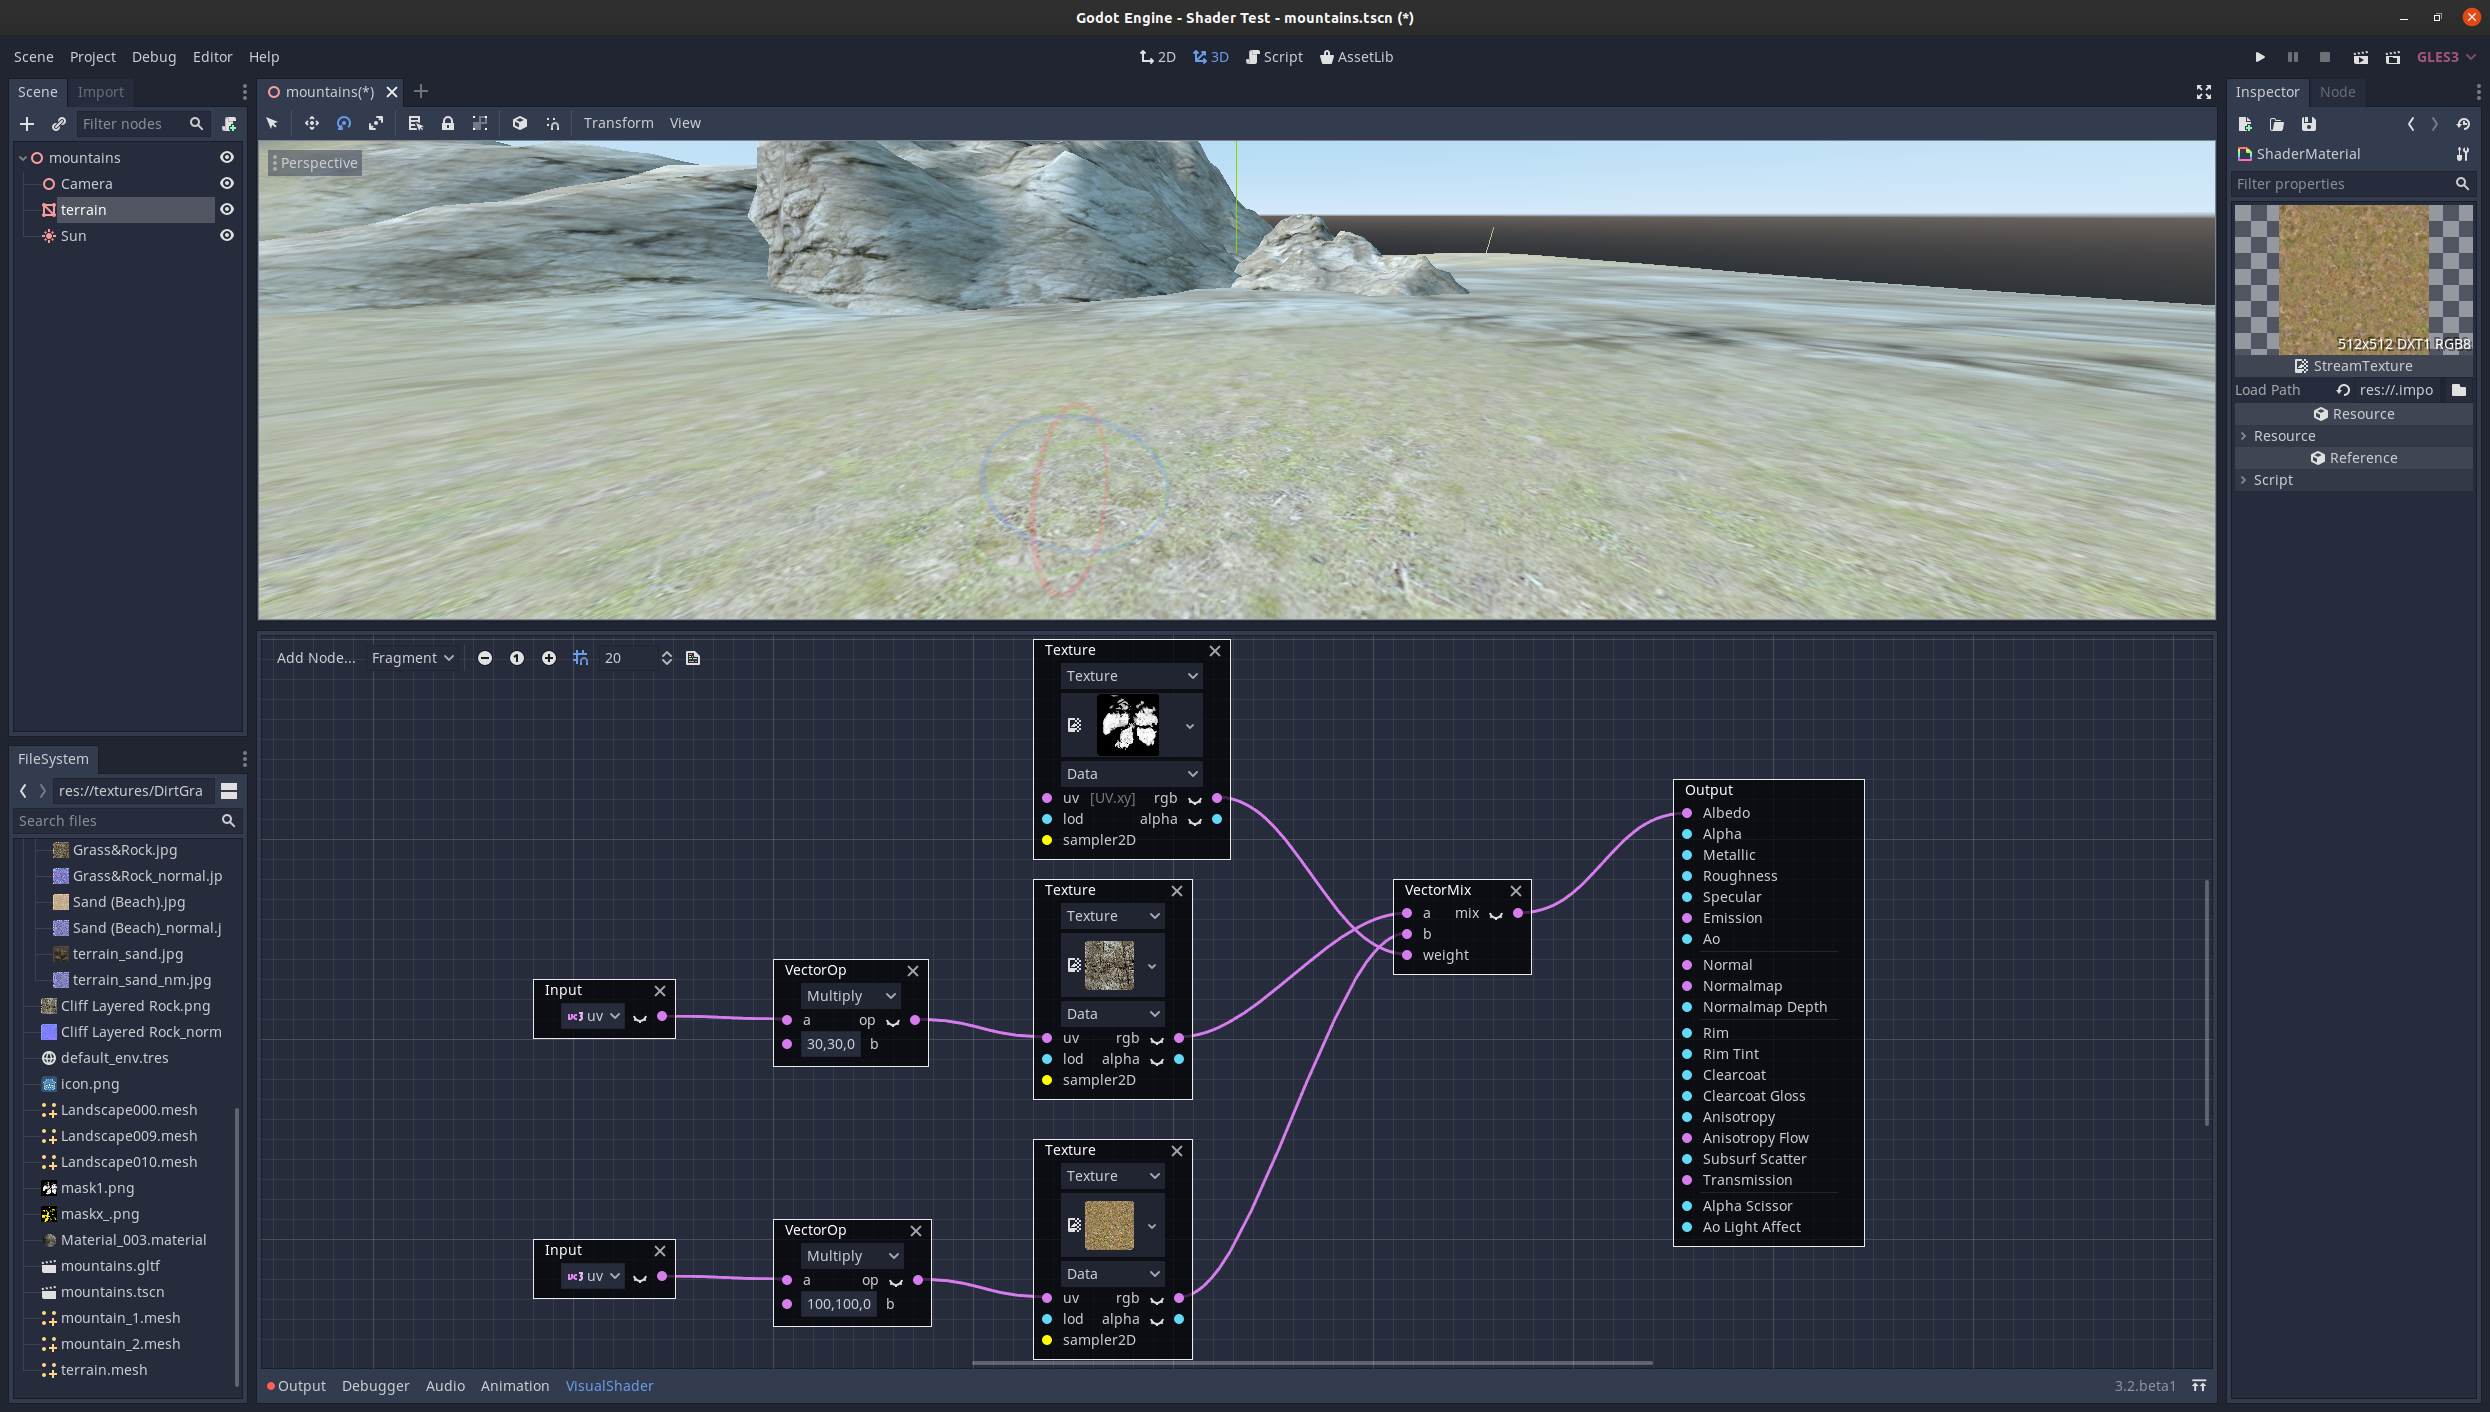 Godot Engine - Shader Test - mountains.tscn (*)
Scene Project Debug Editor Help
2D 3D Script AssetLib
GLES3
Scene Import
Filter nodes
mountains
Camera
terrain
Sun
mountains(*)
Transform View
Perspective
Inspector Node
ShaderMaterial
Filter properties
512x512 DXT1 RGB8
StreamTexture
Load Path res://.impo
Resource
Resource
Reference
Script
FileSystem
res://textures/DirtGra
Search files
Grass&Rock.jpg
Grass&Rock_normal.jp
Sand (Beach).jpg
Sand (Beach)_normal.j
terrain_sand.jpg
terrain_sand_nm.jpg
Cliff Layered Rock.png
Cliff Layered Rock_norm
default_env.tres
icon.png
Landscape000.mesh
Landscape009.mesh
Landscape010.mesh
mask1.png
maskx_.png
Material_003.material
mountains.gltf
mountains.tscn
mountain_1.mesh
mountain_2.mesh
terrain.mesh
Add Node... Fragment 1 20
Texture
Texture
Data
uv [UV.xy] rgb
lod alpha
sampler2D
Input
uv
VectorOp
Multiply
a op
30,30,0 b
Texture
Texture
Data
uv rgb
lod alpha
sampler2D
Input
uv
VectorOp
Multiply
a op
100,100,0 b
Texture
Texture
Data
uv rgb
lod alpha
sampler2D
VectorMix
a mix
b
weight
Output
Albedo
Alpha
Metallic
Roughness
Specular
Emission
Ao
Normal
Normalmap
Normalmap Depth
Rim
Rim Tint
Clearcoat
Clearcoat Gloss
Anisotropy
Anisotropy Flow
Subsurf Scatter
Transmission
Alpha Scissor
Ao Light Affect
Output Debugger Audio Animation VisualShader
3.2.beta1